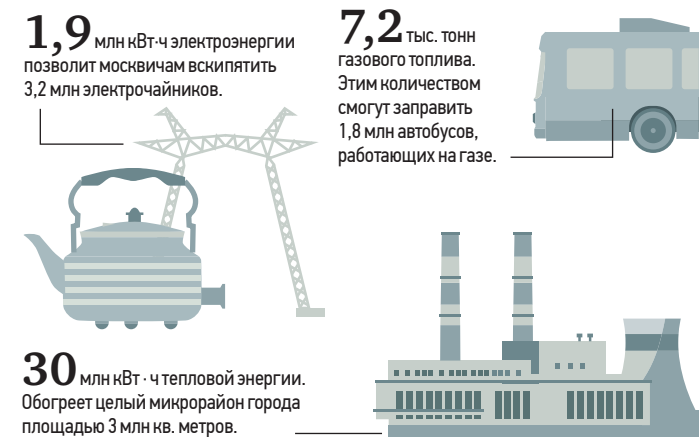 1,9 млн кВт·ч электроэнергии
позволит москвичам вскипятить
3,2 млн электрочайников.
7,2 тыс. тонн
газового топлива.
Этим количеством
смогут заправить
1,8 млн автобусов,
работающих на газе.
30 млн кВт · ч тепловой энергии.
Обогреет целый микрорайон города
площадью 3 млн кв. метров.